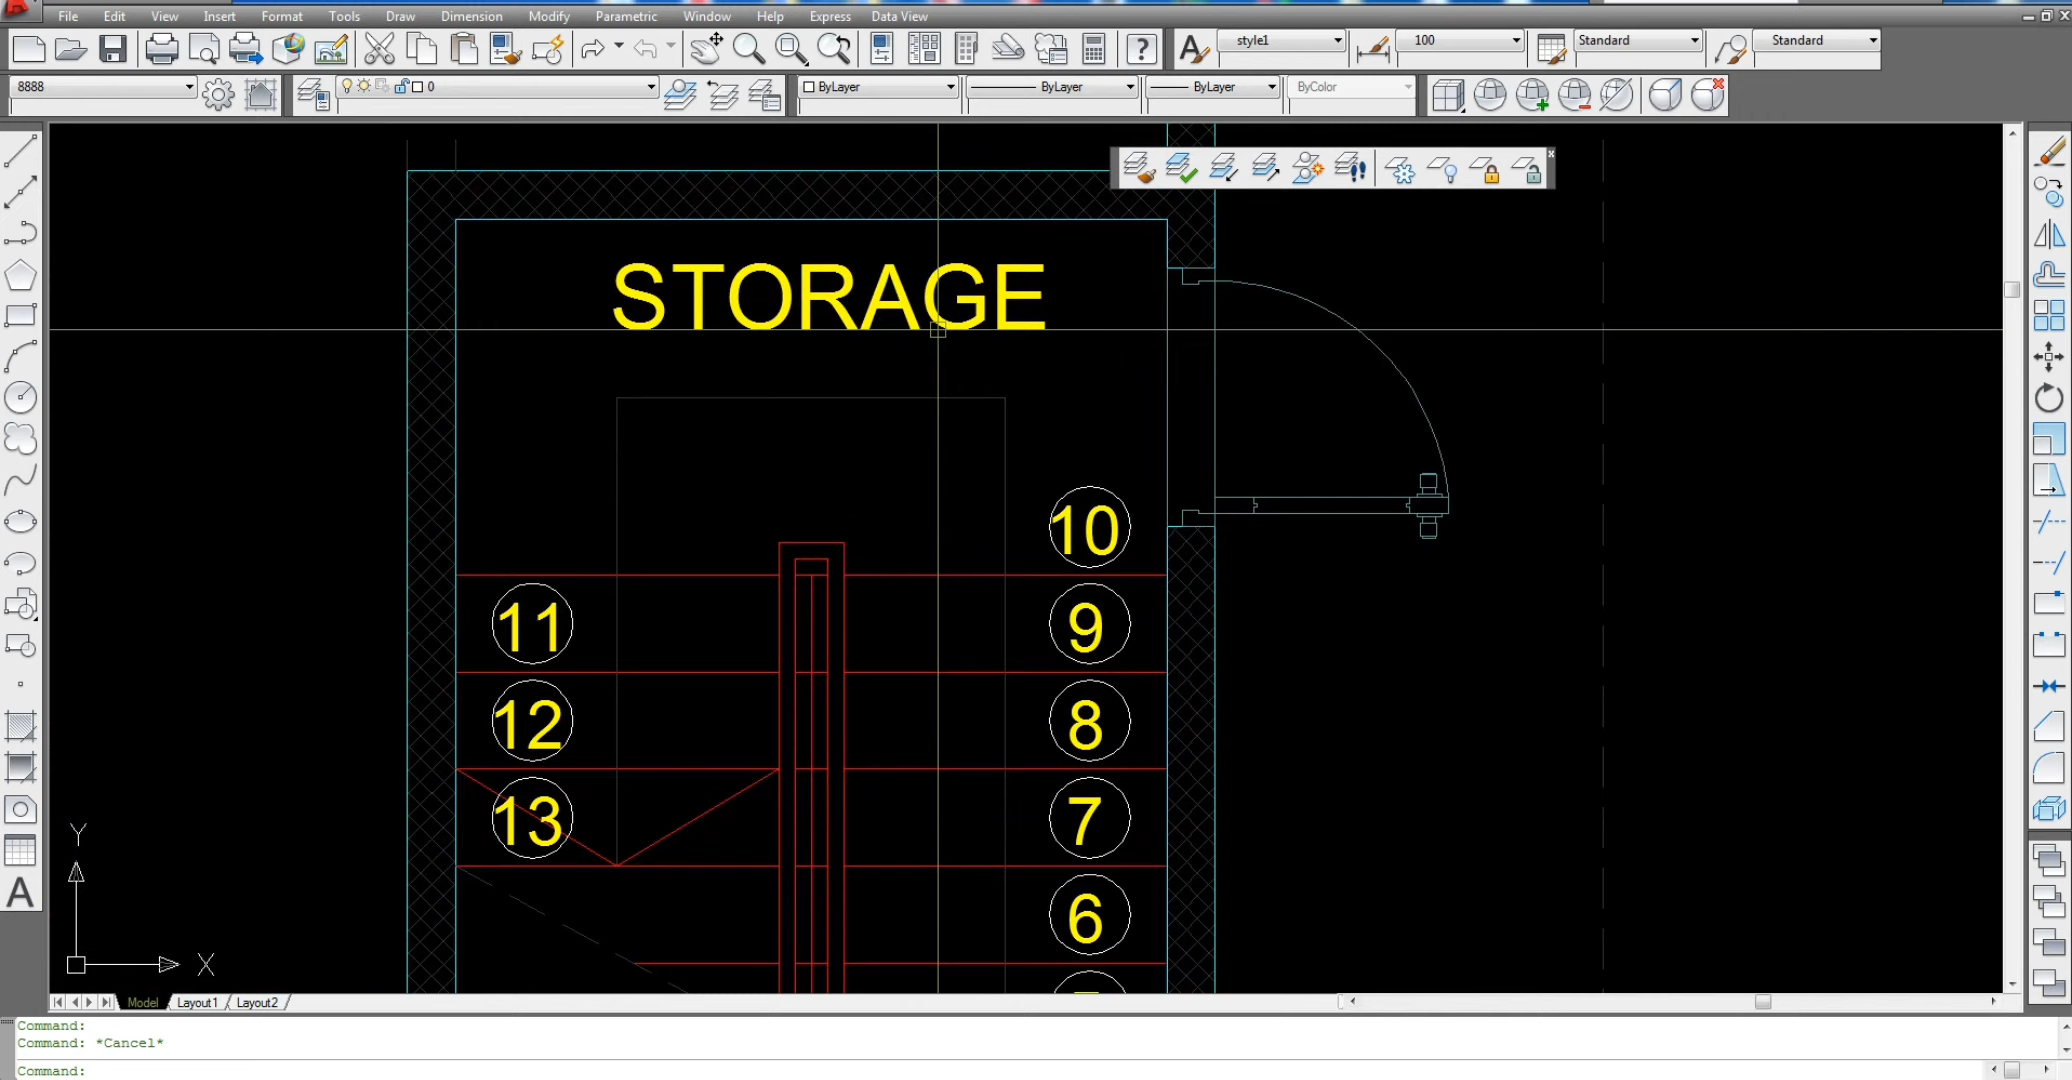 File Edit View Insert Format Tools Draw Dimension Modify Parametric Window Help Express Data View
style1 100 Standard Standard
8888 0 ByLayer ByLayer ByLayer ByColor
STORAGE
10
11 9
12 8
13 7
6
Y
X
Model Layout1 Layout2
Command:
Command: *Cancel*
Command: